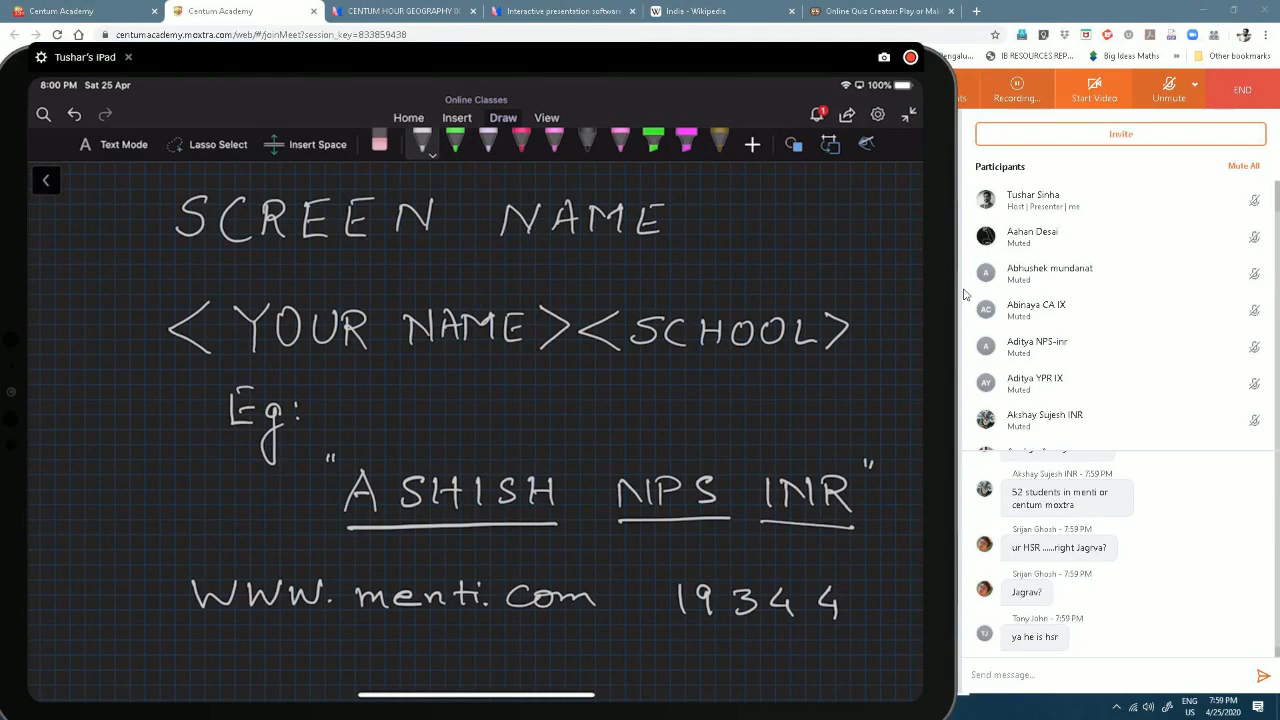 Centum Academy
Centum Academy
CENTUM HOUR GEOGRAPHY IX
Interactive presentation software
India - Wikipedia
Online Quiz Creator: Play or Mak
centumacademy.moxtra.com/web/#/joinMeet?session_key=833859438
Bengalu
IB RESOURCES REP...
Big Ideas Maths
»
Other bookmarks
Tushar's iPad
8:00 PM Sat 25 Apr
100%
Online Classes
Home Insert Draw View
1
Text Mode Lasso Select Insert Space
SCREEN NAME
<YOUR NAME><SCHOOL>
Eg:
"ASHISH NPS INR"
www.menti.com 19344
Recording...
Start Video
Unmute
END
Invite
Participants
Mute All
Tushar Sinha
Host | Presenter | me
Aahan Desai
Muted
A
Abhushek mundanat
Muted
AC
Abinaya CA IX
Muted
A
Aditya NPS-inr
Muted
AY
Aditya YPR IX
Muted
Akshay Sujesh INR
Muted
Akshay Sujesh INR - 7:59 PM
52 students in menti or
centum moxtra
Srijan Ghosh - 7:59 PM
ur HSR ......right Jagrva?
Srijan Ghosh - 7:59 PM
Jagrav?
Tony John - 7:59 PM
TJ
ya he is hsr
Send message...
ENG
US
7:59 PM
4/25/2020